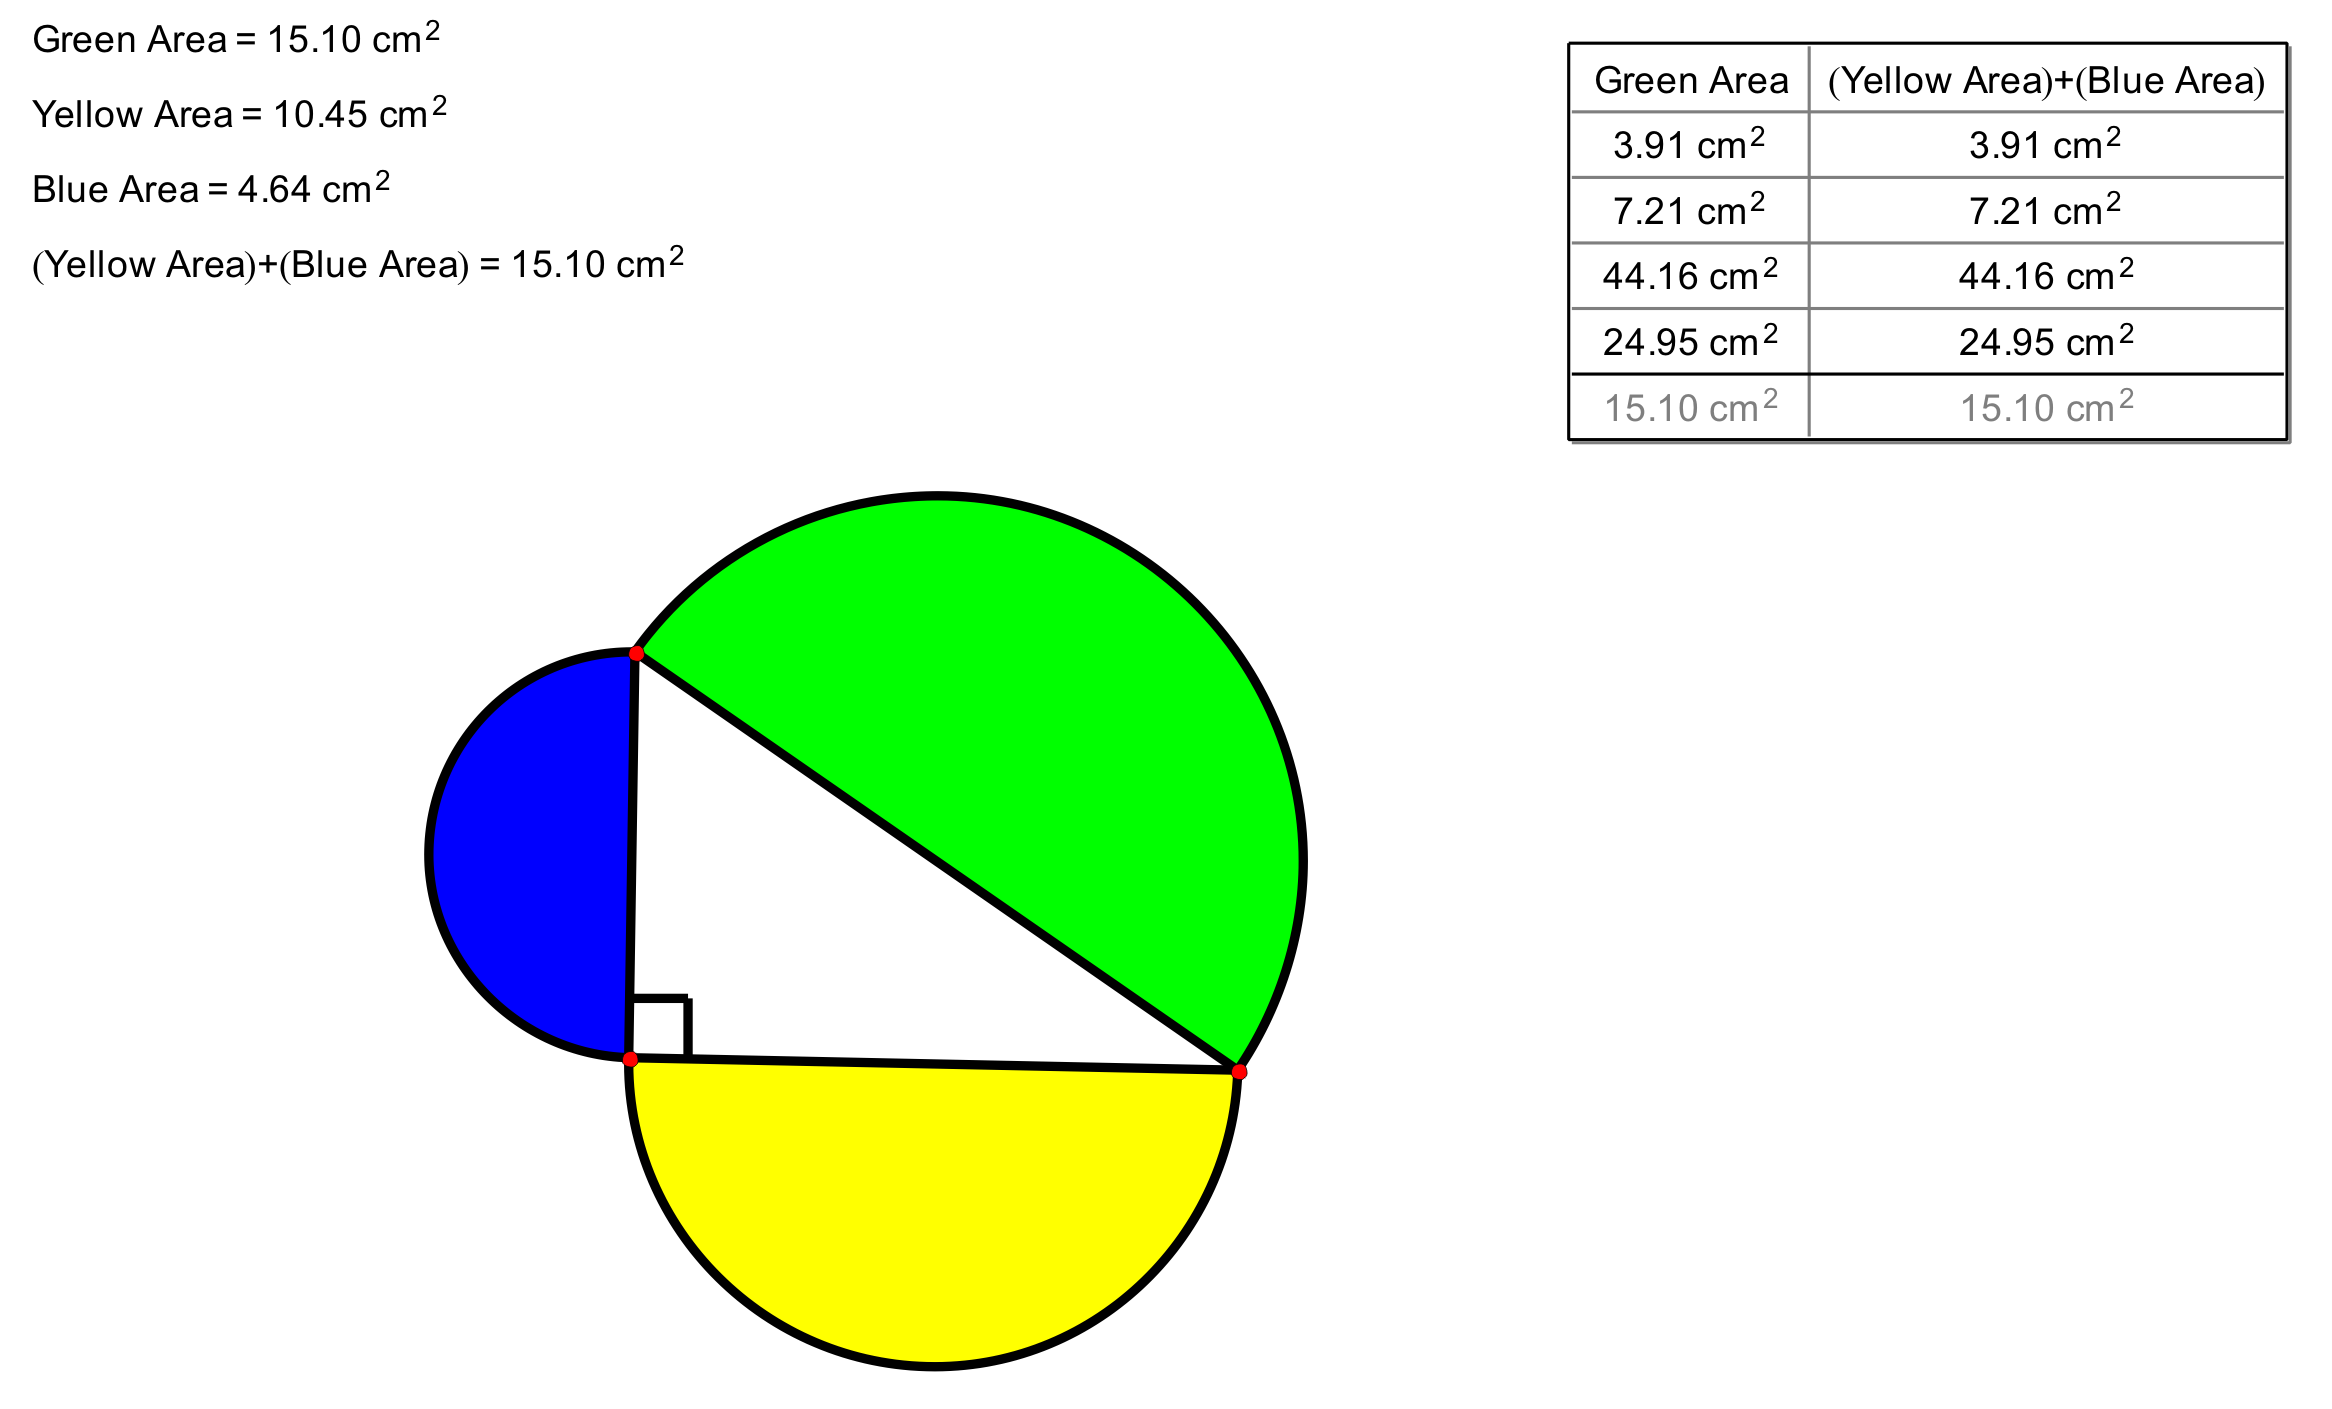 Green Area = 15.10 cm²
Yellow Area = 10.45 cm²
Blue Area = 4.64 cm²
(Yellow Area)+(Blue Area) = 15.10 cm²
Green Area (Yellow Area)+(Blue Area)
3.91 cm² 3.91 cm²
7.21 cm² 7.21 cm²
44.16 cm² 44.16 cm²
24.95 cm² 24.95 cm²
15.10 cm² 15.10 cm²